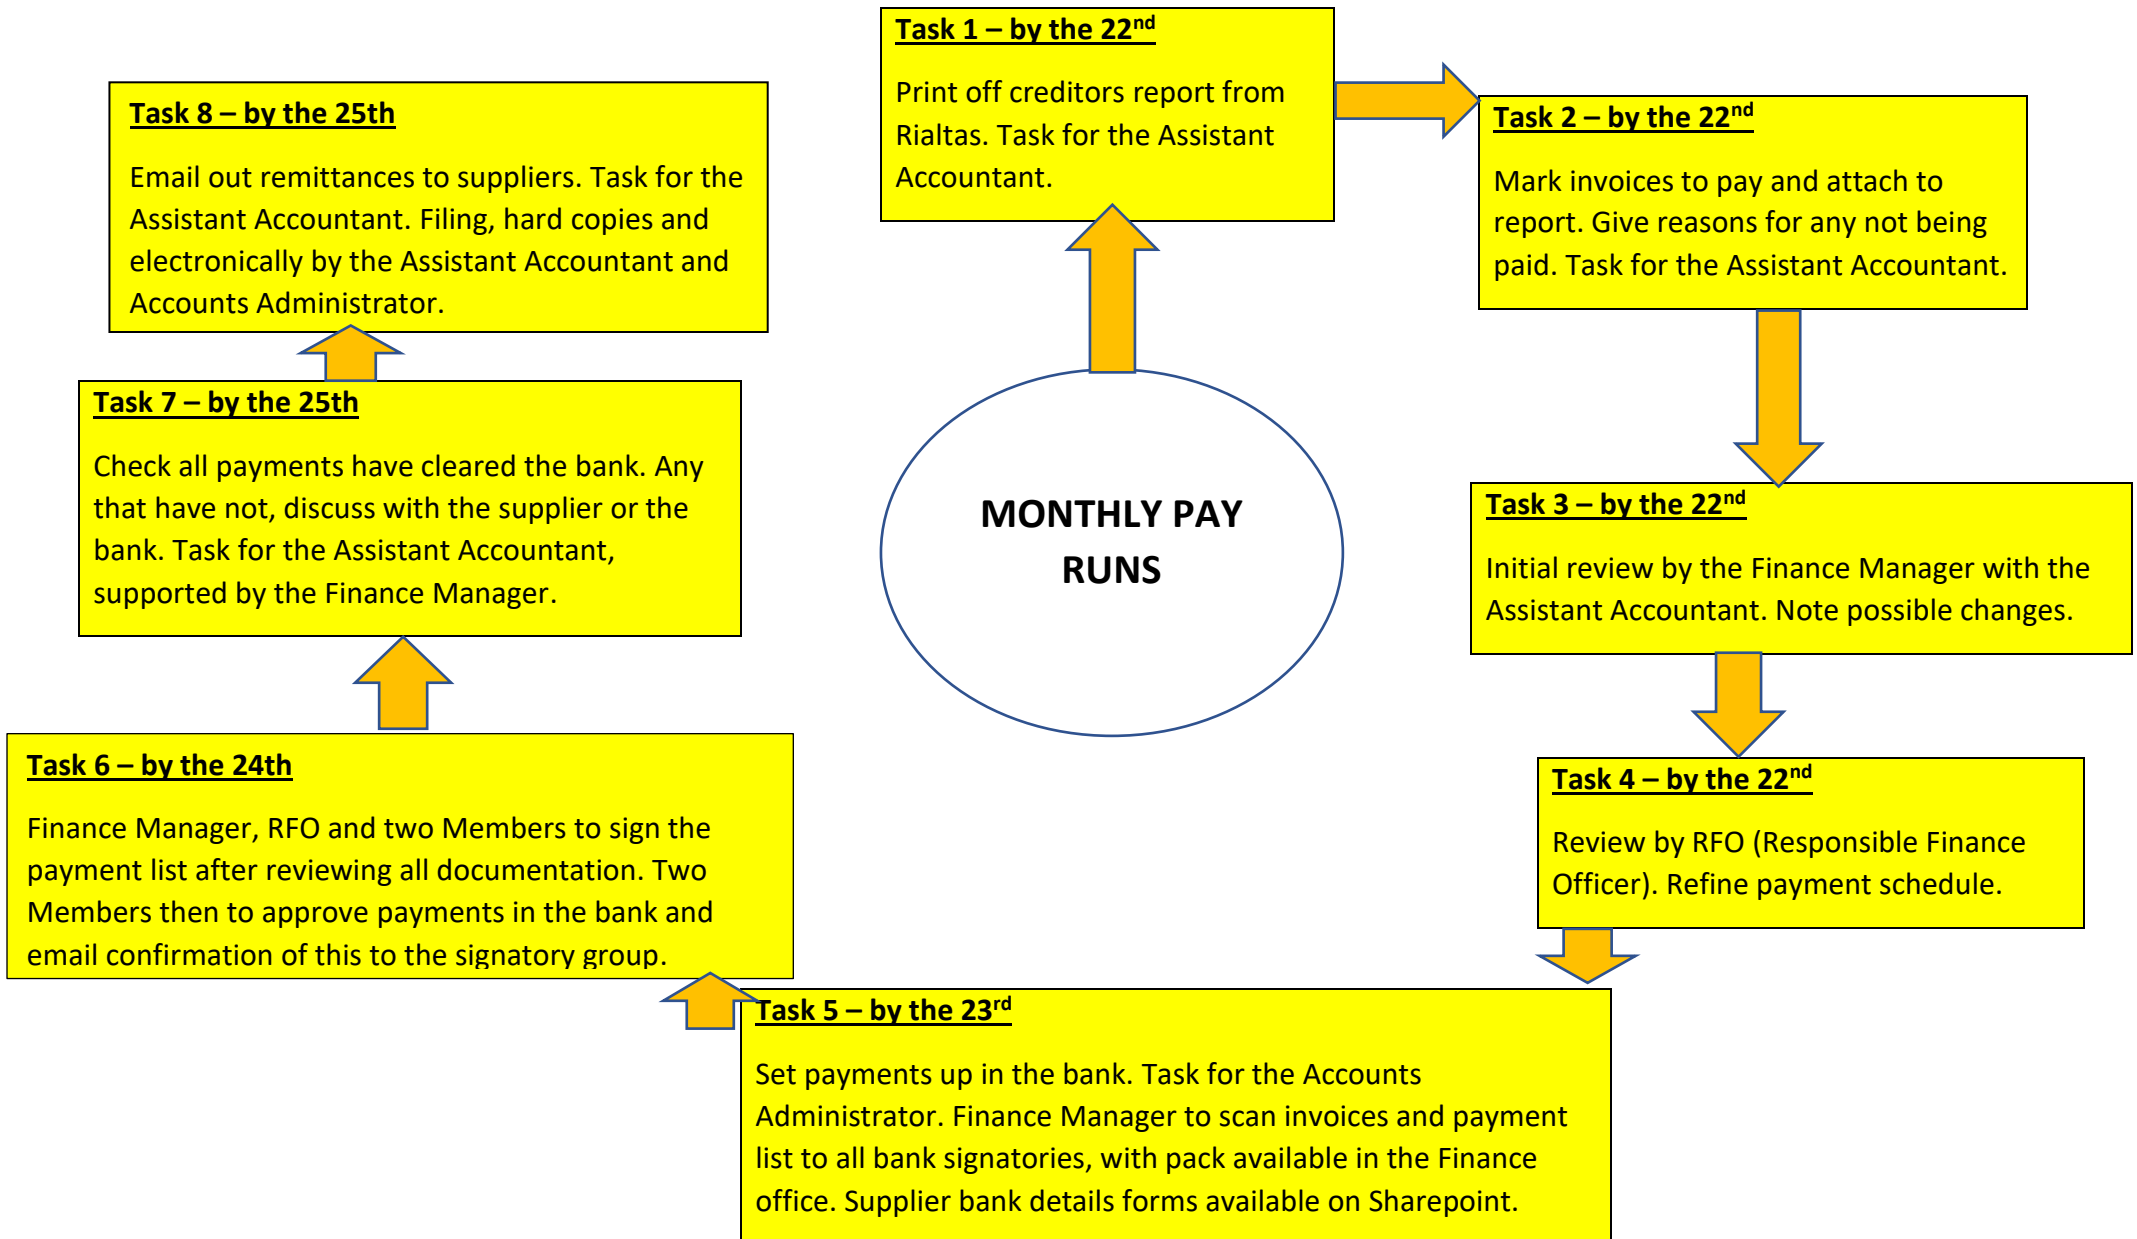 MONTHLY PAY
RUNS
Task 1 – by the 22nd
Print off creditors report from
Rialtas. Task for the Assistant
Accountant.
Task 2 – by the 22nd
Mark invoices to pay and attach to
report. Give reasons for any not being
paid. Task for the Assistant Accountant.
Task 3 – by the 22nd
Initial review by the Finance Manager with the
Assistant Accountant. Note possible changes.
Task 4 – by the 22nd
Review by RFO (Responsible Finance
Officer). Refine payment schedule.
Task 5 – by the 23rd
Set payments up in the bank. Task for the Accounts
Administrator. Finance Manager to scan invoices and payment
list to all bank signatories, with pack available in the Finance
office. Supplier bank details forms available on Sharepoint.
Task 6 – by the 24th
Finance Manager, RFO and two Members to sign the
payment list after reviewing all documentation. Two
Members then to approve payments in the bank and
email confirmation of this to the signatory group.
Task 7 – by the 25th
Check all payments have cleared the bank. Any
that have not, discuss with the supplier or the
bank. Task for the Assistant Accountant,
supported by the Finance Manager.
Task 8 – by the 25th
Email out remittances to suppliers. Task for the
Assistant Accountant. Filing, hard copies and
electronically by the Assistant Accountant and
Accounts Administrator.